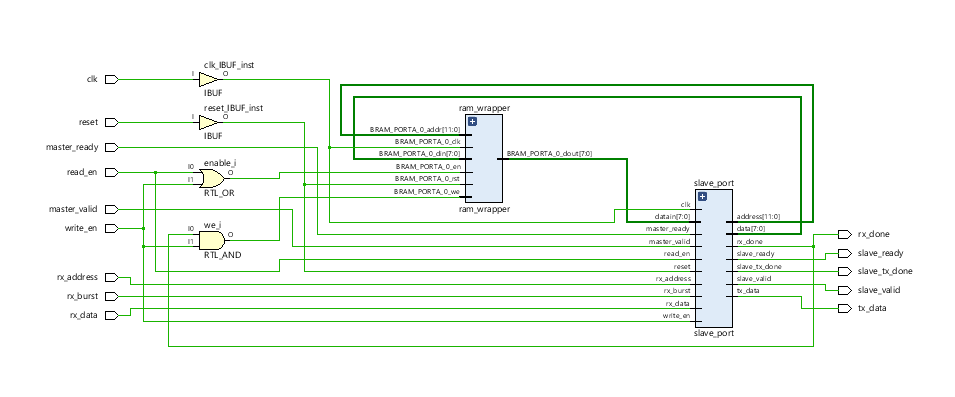 clk
reset
master_ready
read_en
master_valid
write_en
rx_address
rx_burst
rx_data
clk_IBUF_inst
I
O
IBUF
reset_IBUF_inst
I
O
IBUF
enable_i
I0
I1
O
RTL_OR
we_i
I0
I1
O
RTL_AND
ram_wrapper
BRAM_PORTA_0_addr[11:0]
BRAM_PORTA_0_clk
BRAM_PORTA_0_din[7:0]
BRAM_PORTA_0_en
BRAM_PORTA_0_rst
BRAM_PORTA_0_we
BRAM_PORTA_0_dout[7:0]
ram_wrapper
slave_port
clk
datain[7:0]
master_ready
master_valid
read_en
reset
rx_address
rx_burst
rx_data
write_en
address[11:0]
data[7:0]
rx_done
slave_ready
slave_tx_done
slave_valid
tx_data
slave_port
rx_done
slave_ready
slave_tx_done
slave_valid
tx_data